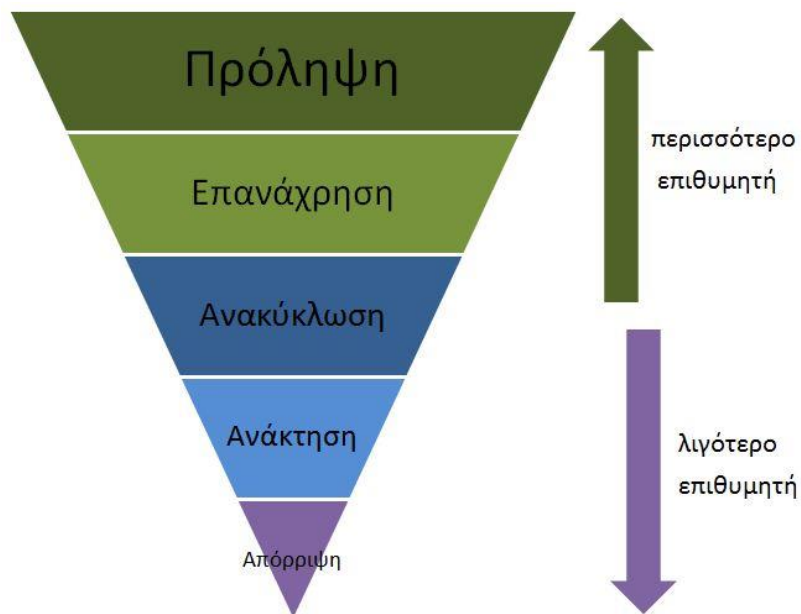 Πρόληψη
Επανάχρηση
Ανακύκλωση
Ανάκτηση
Απόρριψη
περισσότερο
επιθυμητή
λιγότερο
επιθυμητή